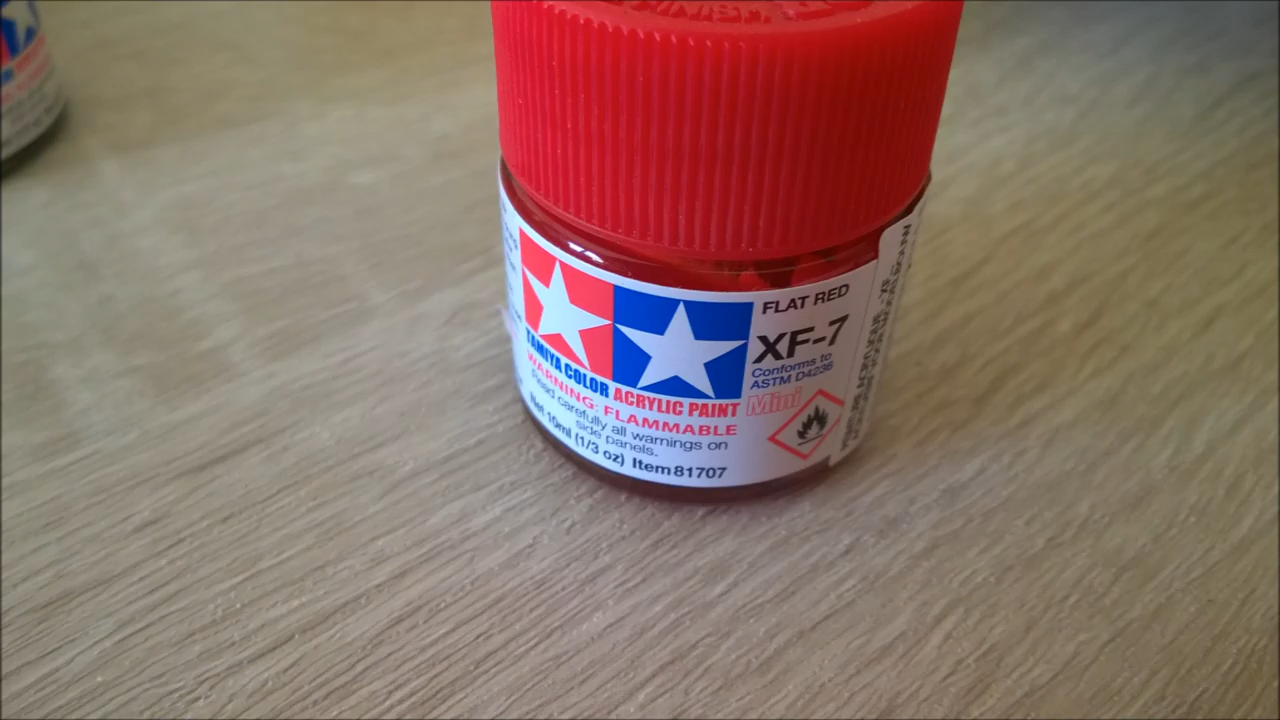 FINISH
FLAT RED
XF-7
Conforms to
ASTM D4236
TAMIYA COLOR ACRYLIC PAINT
Mini
WARNING: FLAMMABLE
Read carefully all warnings on
side panels.
Net 10ml (1/3 oz) Item 81707